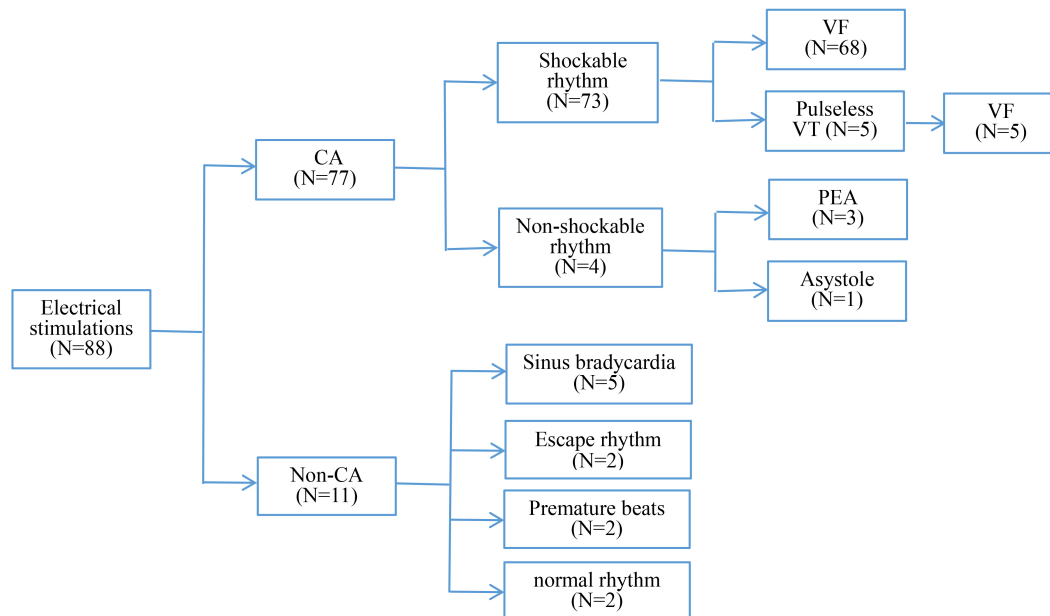 Electrical
stimulations
(N=88)
CA
(N=77)
Non-CA
(N=11)
Shockable
rhythm
(N=73)
Non-shockable
rhythm
(N=4)
VF
(N=68)
Pulseless
VT (N=5)
VF
(N=5)
PEA
(N=3)
Asystole
(N=1)
Sinus bradycardia
(N=5)
Escape rhythm
(N=2)
Premature beats
(N=2)
normal rhythm
(N=2)